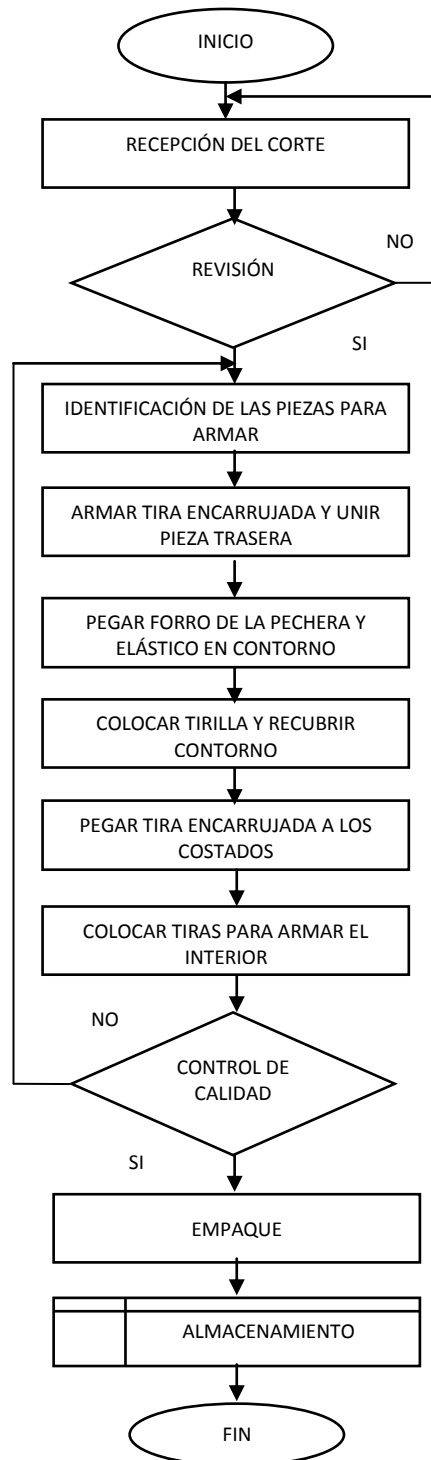 INICIO
RECEPCIÓN DEL CORTE
NO
REVISIÓN
SI
IDENTIFICACIÓN DE LAS PIEZAS PARA
ARMAR
ARMAR TIRA ENCARRUJADA Y UNIR
PIEZA TRASERA
PEGAR FORRO DE LA PECHERA Y
ELÁSTICO EN CONTORNO
COLOCAR TIRILLA Y RECUBRIR
CONTORNO
PEGAR TIRA ENCARRUJADA A LOS
COSTADOS
COLOCAR TIRAS PARA ARMAR EL
INTERIOR
NO
CONTROL DE
CALIDAD
SI
EMPAQUE
ALMACENAMIENTO
FIN